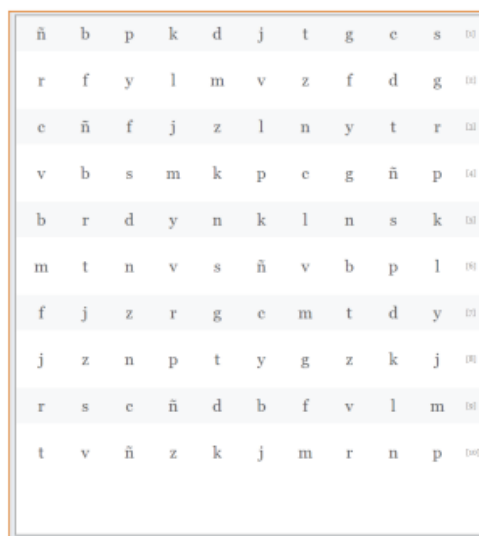 ñ b p k d j t g c s [1]
r f y l m v z f d g [2]
c ñ f j z l n y t r [3]
v b s m k p c g ñ p [4]
b r d y n k l n s k [5]
m t n v s ñ v b p l [6]
f j z r g c m t d y [7]
j z n p t y g z k j [8]
r s c ñ d b f v l m [9]
t v ñ z k j m r n p [10]